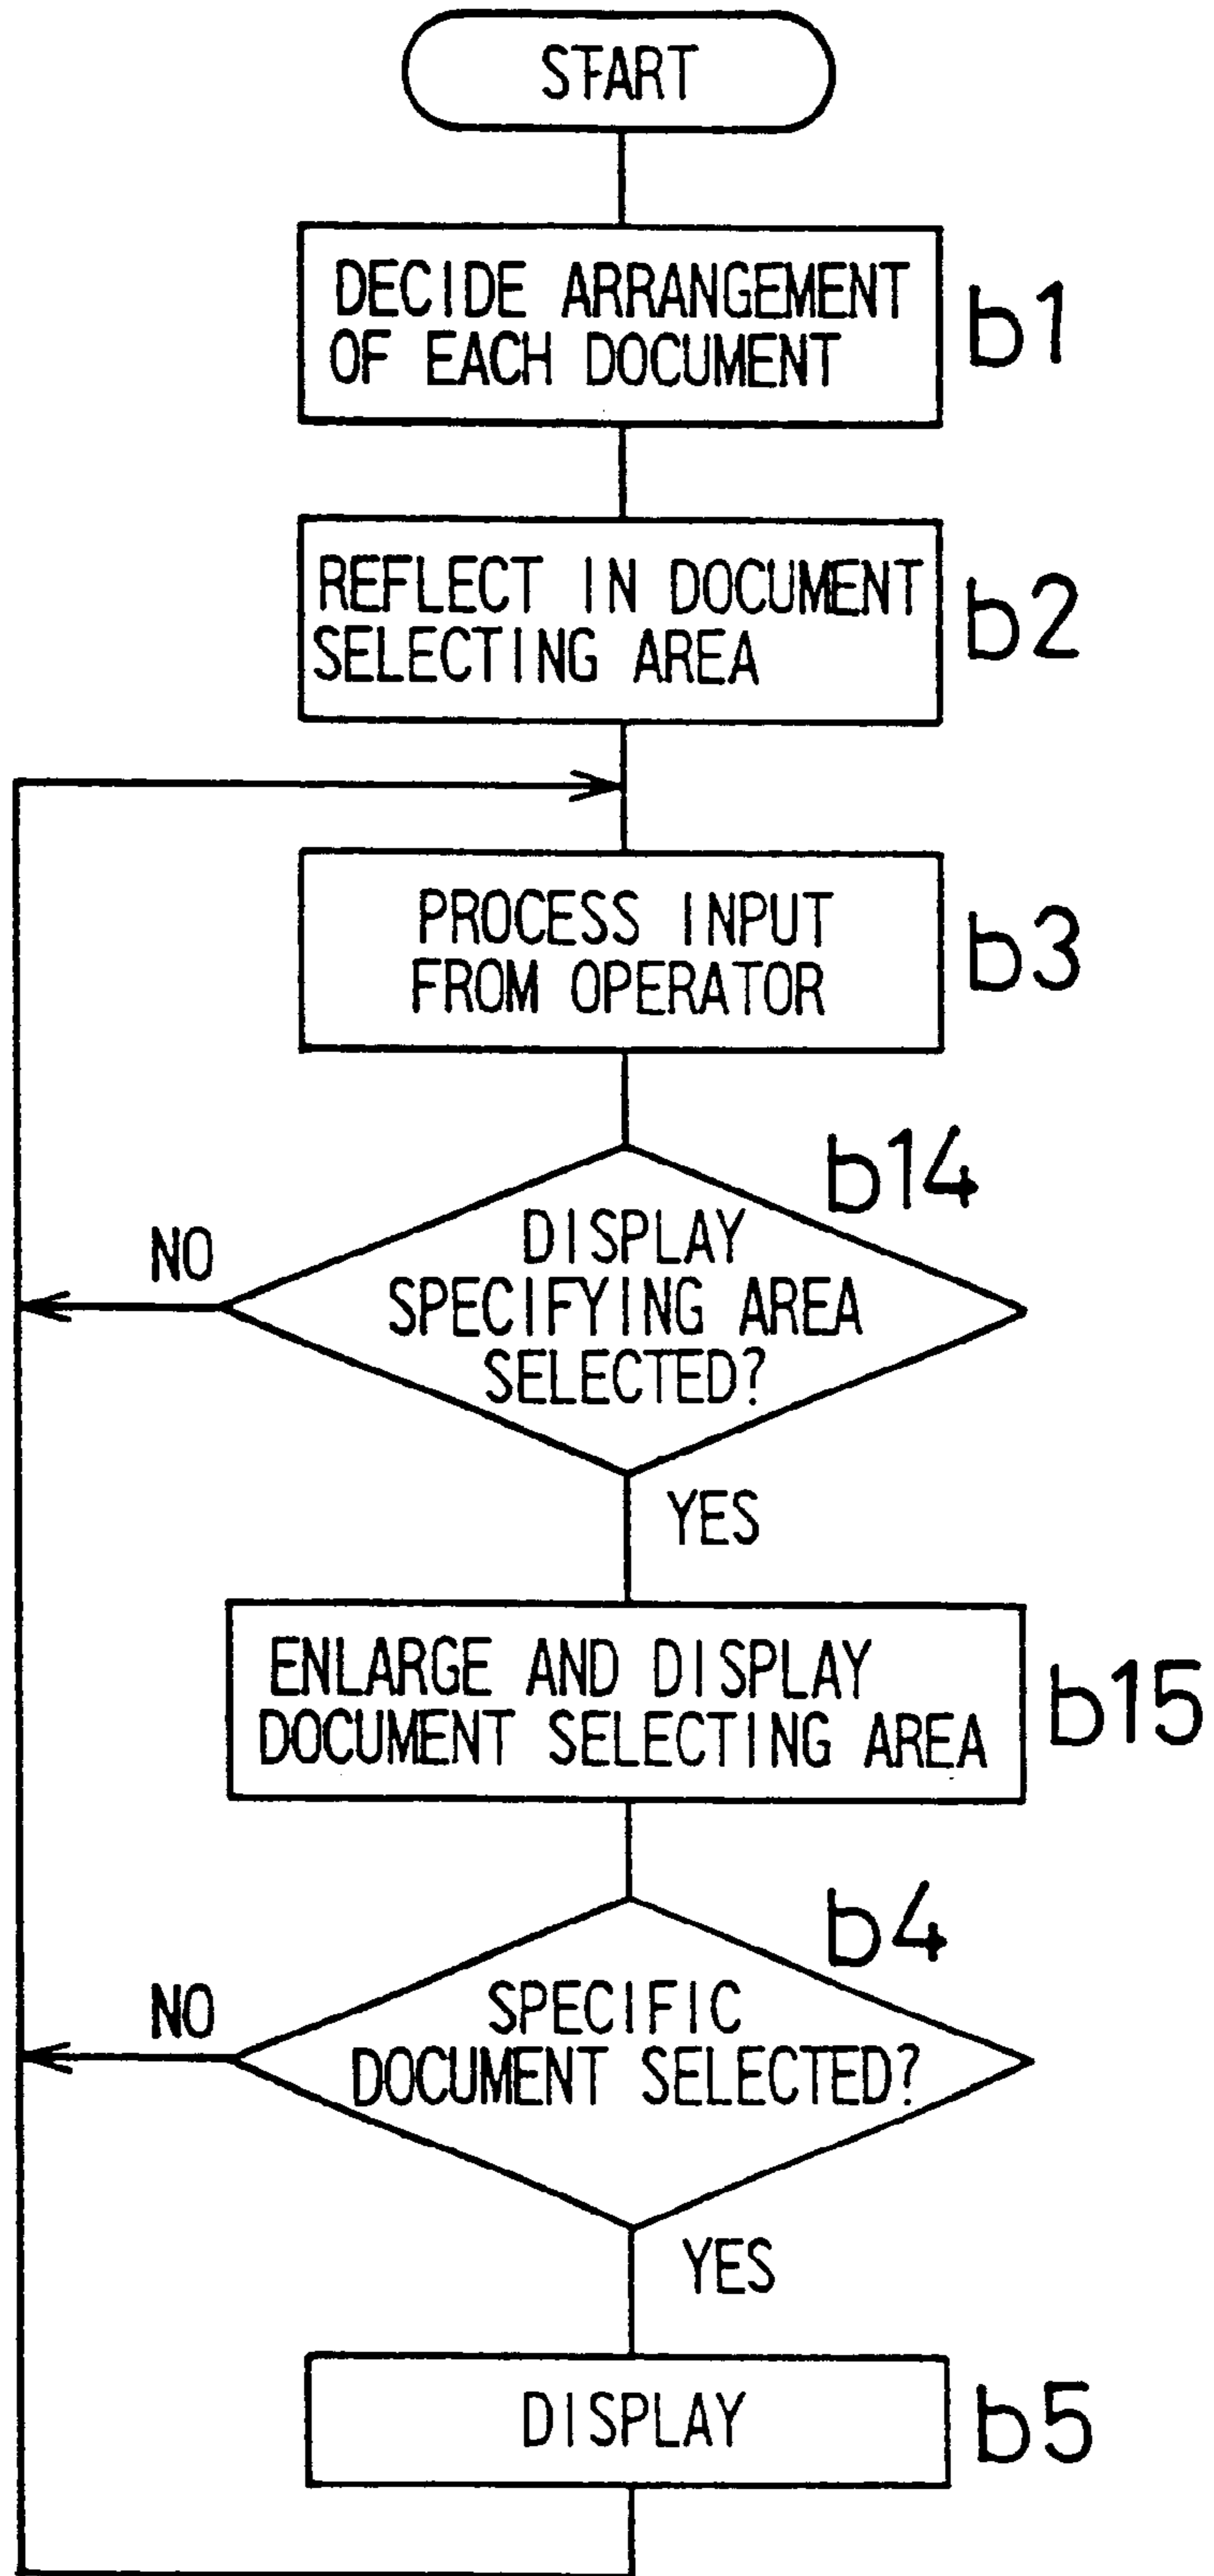 START
DECIDE ARRANGEMENT
OF EACH DOCUMENT
b1
REFLECT IN DOCUMENT
SELECTING AREA
b2
PROCESS INPUT
FROM OPERATOR
b3
b14
NO
DISPLAY
SPECIFYING AREA
SELECTED?
YES
ENLARGE AND DISPLAY
DOCUMENT SELECTING AREA
b15
b4
NO
SPECIFIC
DOCUMENT SELECTED?
YES
DISPLAY
b5